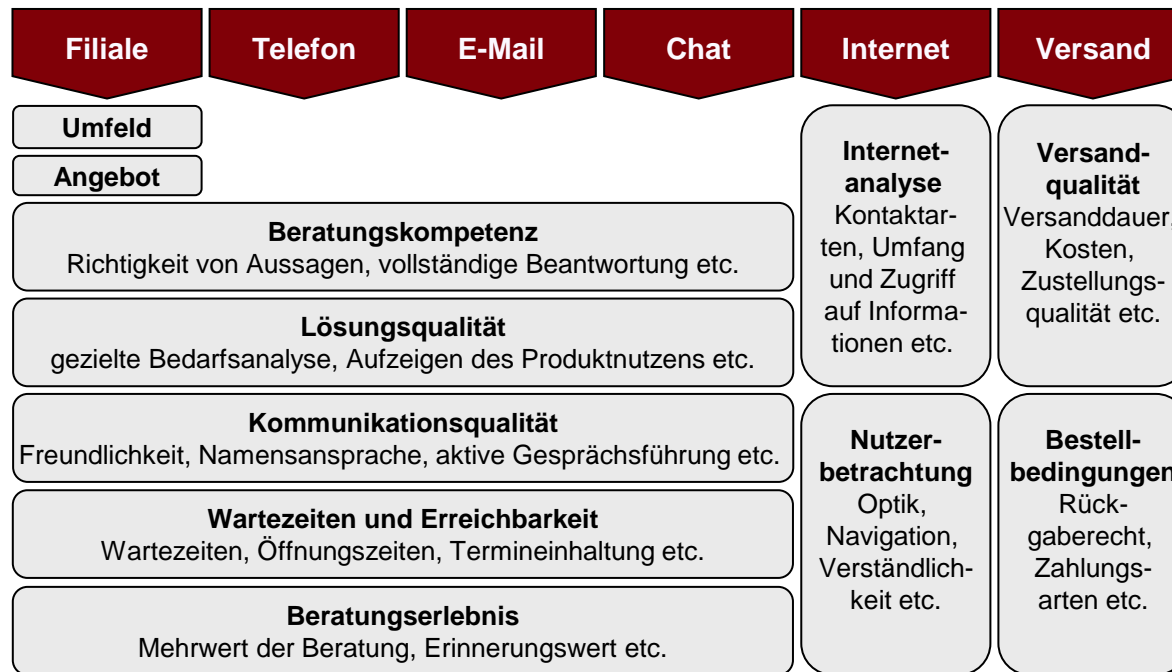 Filiale
Telefon
E-Mail
Chat
Internet
Versand
Umfeld
Angebot
Beratungskompetenz
Richtigkeit von Aussagen, vollständige Beantwortung etc.
Lösungsqualität
gezielte Bedarfsanalyse, Aufzeigen des Produktnutzens etc.
Kommunikationsqualität
Freundlichkeit, Namensansprache, aktive Gesprächsführung etc.
Wartezeiten und Erreichbarkeit
Wartezeiten, Öffnungszeiten, Termineinhaltung etc.
Beratungserlebnis
Mehrwert der Beratung, Erinnerungswert etc.
Internet-
analyse
Kontaktar-
ten, Umfang
und Zugriff
auf Informa-
tionen etc.
Nutzer-
betrachtung
Optik,
Navigation,
Verständlich-
keit etc.
Versand-
qualität
Versanddauer,
Kosten,
Zustellungs-
qualität etc.
Bestell-
bedingungen
Rück-
gaberecht,
Zahlungs-
arten etc.